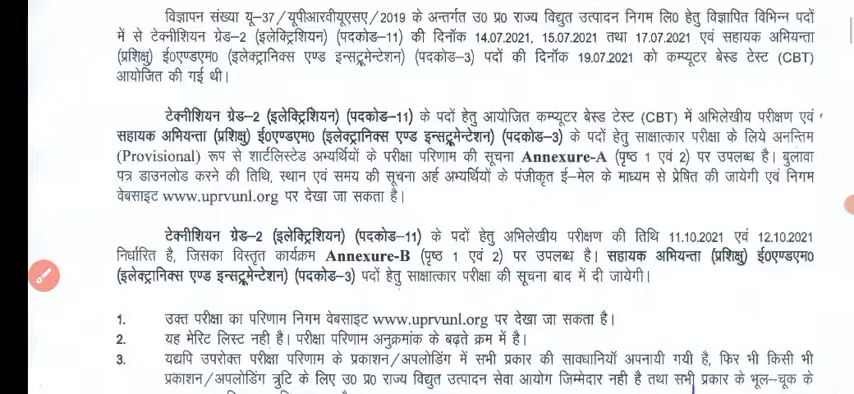 विज्ञापन संख्या यू–37/यूपीआरवीयूएसए/2019 के अन्तर्गत उ0 प्र0 राज्य विद्युत उत्पादन निगम लि0 हेतु विज्ञापित विभिन्न पदों
में से टेक्नीशियन ग्रेड–2 (इलेक्ट्रिशियन) (पदकोड–11) की दिनॉक 14.07.2021, 15.07.2021 तथा 17.07.2021 एवं सहायक अभियन्ता
(प्रशिक्षु) ई0एण्डएम0 (इलेक्ट्रानिक्स एण्ड इन्सट्रूमेन्टेशन) (पदकोड–3) पदों की दिनॉक 19.07.2021 को कम्प्यूटर बेस्ड टेस्ट (CBT)
आयोजित की गई थी।
टेक्नीशियन ग्रेड–2 (इलेक्ट्रिशियन) (पदकोड–11) के पदों हेतु आयोजित कम्प्यूटर बेस्ड टेस्ट (CBT) में अभिलेखीय परीक्षण एवं
सहायक अभियन्ता (प्रशिक्षु) ई0एण्डएम0 (इलेक्ट्रानिक्स एण्ड इन्सट्रूमेन्टेशन) (पदकोड–3) के पदों हेतु साक्षात्कार परीक्षा के लिये अनन्तिम
(Provisional) रूप से शार्टलिस्टेड अभ्यर्थियों के परीक्षा परिणाम की सूचना Annexure-A (पृष्ठ 1 एवं 2) पर उपलब्ध है। बुलावा
पत्र डाउनलोड करने की तिथि, स्थान एवं समय की सूचना अर्ह अभ्यर्थियों के पंजीकृत ई–मेल के माध्यम से प्रेषित की जायेगी एवं निगम
वेबसाइट www.uprvunl.org पर देखा जा सकता है।
टेक्नीशियन ग्रेड–2 (इलेक्ट्रिशियन) (पदकोड–11) के पदों हेतु अभिलेखीय परीक्षण की तिथि 11.10.2021 एवं 12.10.2021
निर्धारित है, जिसका विस्तृत कार्यक्रम Annexure-B (पृष्ठ 1 एवं 2) पर उपलब्ध है। सहायक अभियन्ता (प्रशिक्षु) ई0एण्डएम0
(इलेक्ट्रानिक्स एण्ड इन्सट्रूमेन्टेशन) (पदकोड–3) पदों हेतु साक्षात्कार परीक्षा की सूचना बाद में दी जायेगी।
1. उक्त परीक्षा का परिणाम निगम वेबसाइट www.uprvunl.org पर देखा जा सकता है।
2. यह मेरिट लिस्ट नही है। परीक्षा परिणाम अनुक्रमांक के बढ़ते क्रम में है।
3. यद्यपि उपरोक्त परीक्षा परिणाम के प्रकाशन/अपलोडिंग में सभी प्रकार की सावधानियॉ अपनायी गयी है, फिर भी किसी भी
प्रकाशन/अपलोडिंग त्रुटि के लिए उ0 प्र0 राज्य विद्युत उत्पादन सेवा आयोग जिम्मेदार नही है तथा सभी प्रकार के भूल–चूक के